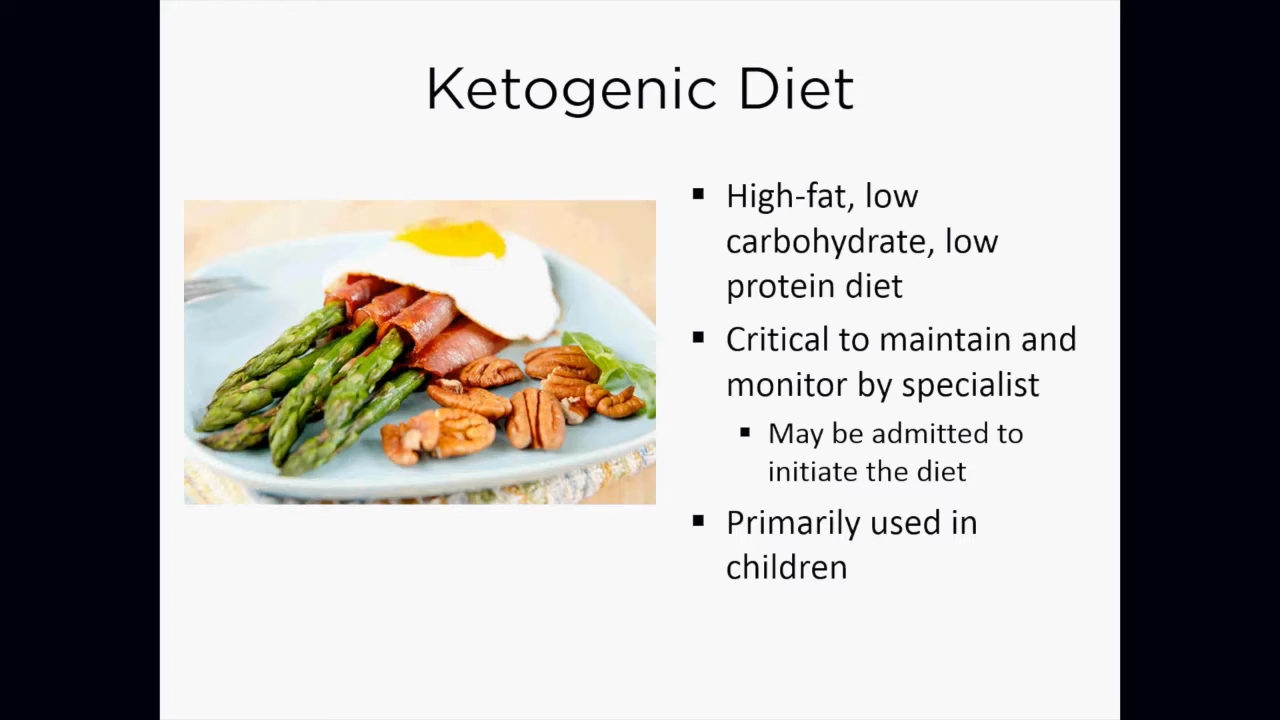 Ketogenic Diet
▪ High-fat, low
carbohydrate, low
protein diet
▪ Critical to maintain and
monitor by specialist
▪ May be admitted to
initiate the diet
▪ Primarily used in
children